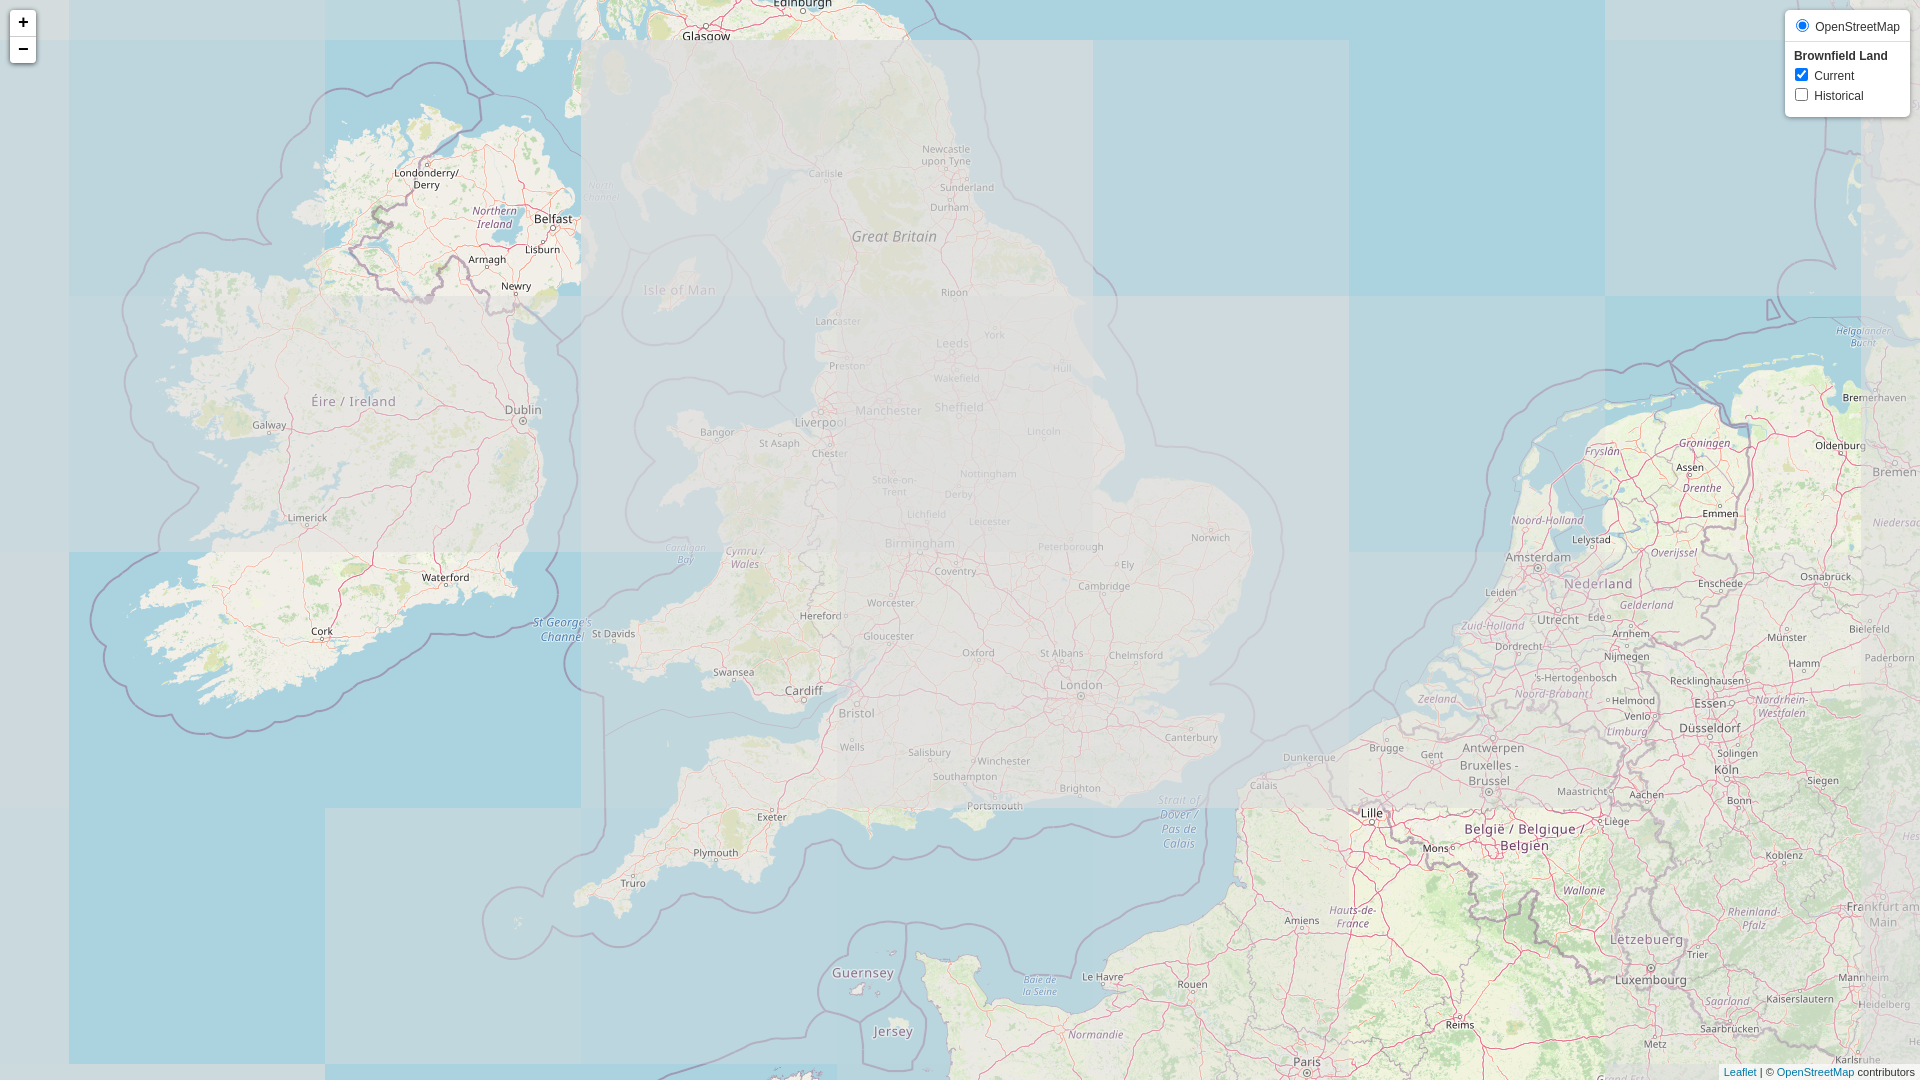 +
−
OpenStreetMap
Brownfield Land
Current
Historical
Edinburgh
Glasgow
Newcastle
upon Tyne
Carlisle
Londonderry/
Derry
Sunderland
Durham
Northern
Ireland
Belfast
Great Britain
Lisburn
Armagh
Newry
Isle of Man
Ripon
Lancaster
York
Leeds
Helgoländer
Bucht
Preston
Hull
Wakefield
Éire / Ireland
Dublin
Manchester
Sheffield
Bremerhaven
Galway
Liverpool
Bangor
St Asaph
Lincoln
Groningen
Oldenburg
Chester
Fryslân
Assen
Bremen
Nottingham
Stoke-on-
Trent
Derby
Drenthe
Limerick
Lichfield
Leicester
Emmen
Noord-Holland
Niedersac
Norwich
Lelystad
Cardigan
Bay
Cymru /
Wales
Birmingham
Peterborough
Overijssel
Amsterdam
Waterford
Coventry
Ely
Cambridge
Nederland
Enschede
Osnabrück
Leiden
Worcester
Gelderland
Hereford
Cork
St George's
Channel
St Davids
Gloucester
Utrecht
Ede
Zuid-Holland
Arnhem
Münster
Bielefeld
Oxford
St Albans
Chelmsford
Dordrecht
Nijmegen
Hamm
Paderborn
Swansea
Cardiff
London
's-Hertogenbosch
Recklinghausen
Noord-Brabant
Zeeland
Helmond
Essen
Nordrhein-
Westfalen
Bristol
Venlo
Düsseldorf
Limburg
Canterbury
Wells
Salisbury
Winchester
Dunkerque
Brugge
Gent
Antwerpen
Solingen
Southampton
Bruxelles -
Brussel
Köln
Siegen
Brighton
Calais
Maastricht
Aachen
Bonn
Portsmouth
Exeter
Strait of
Dover /
Pas de
Calais
Lille
Liège
België / Belgique /
Belgien
Mons
Plymouth
Koblenz
Truro
Wallonie
Hauts-de-
France
Amiens
Rheinland-
Pfalz
Frankfurt am
Main
Lëtzebuerg
Trier
Guernsey
Le Havre
Rouen
Baie de
la Seine
Luxembourg
Mannheim
Saarland
Kaiserslautern
Heidelberg
Jersey
Normandie
Reims
Saarbrücken
Metz
Paris
Karlsruhe
Leaflet | © OpenStreetMap contributors